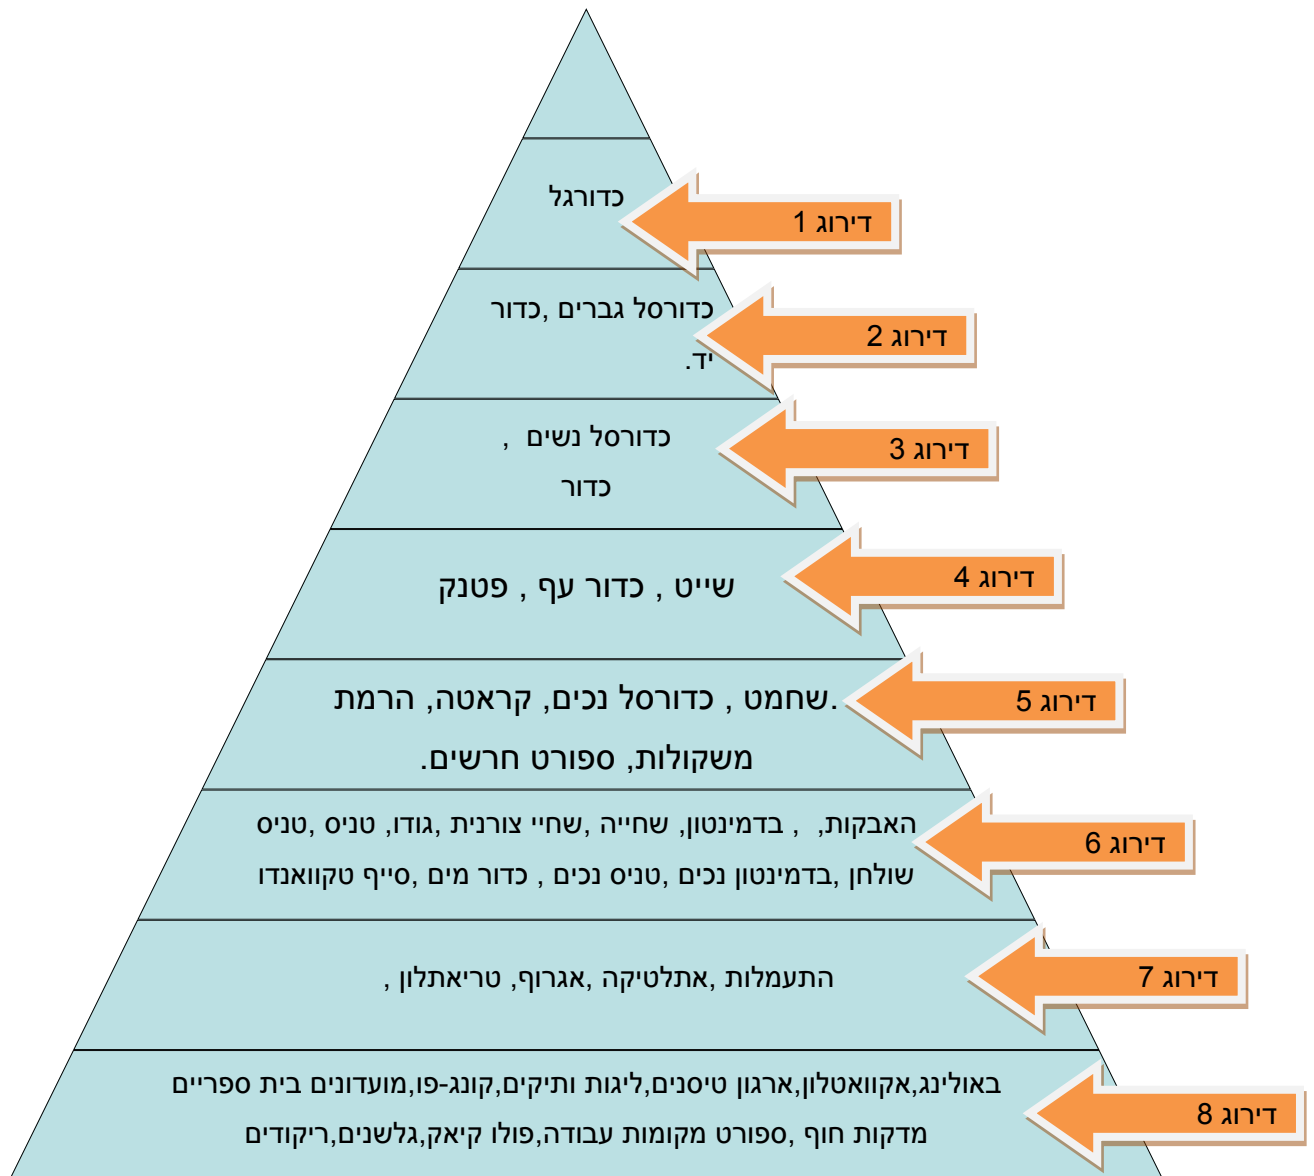 כדורגל
דירוג 1
כדורסל גברים ,כדור
יד.
דירוג 2
כדורסל נשים ,
כדור
דירוג 3
שייט , כדור עף , פטנק
דירוג 4
.שחמט , כדורסל נכים, קראטה, הרמת
משקולות, ספורט חרשים.
דירוג 5
האבקות, , בדמינטון, שחייה ,שחיי צורנית ,גודו, טניס ,טניס
שולחן ,בדמינטון נכים ,טניס נכים , כדור מים ,סייף טקוואנדו
דירוג 6
התעמלות ,אתלטיקה ,אגרוף, טריאתלון ,
דירוג 7
באולינג,אקוואטלון,ארגון טיסנים,ליגות ותיקים,קונג-פו,מועדונים בית ספריים
מדקות חוף ,ספורט מקומות עבודה,פולו קיאק,גלשנים,ריקודים
דירוג 8